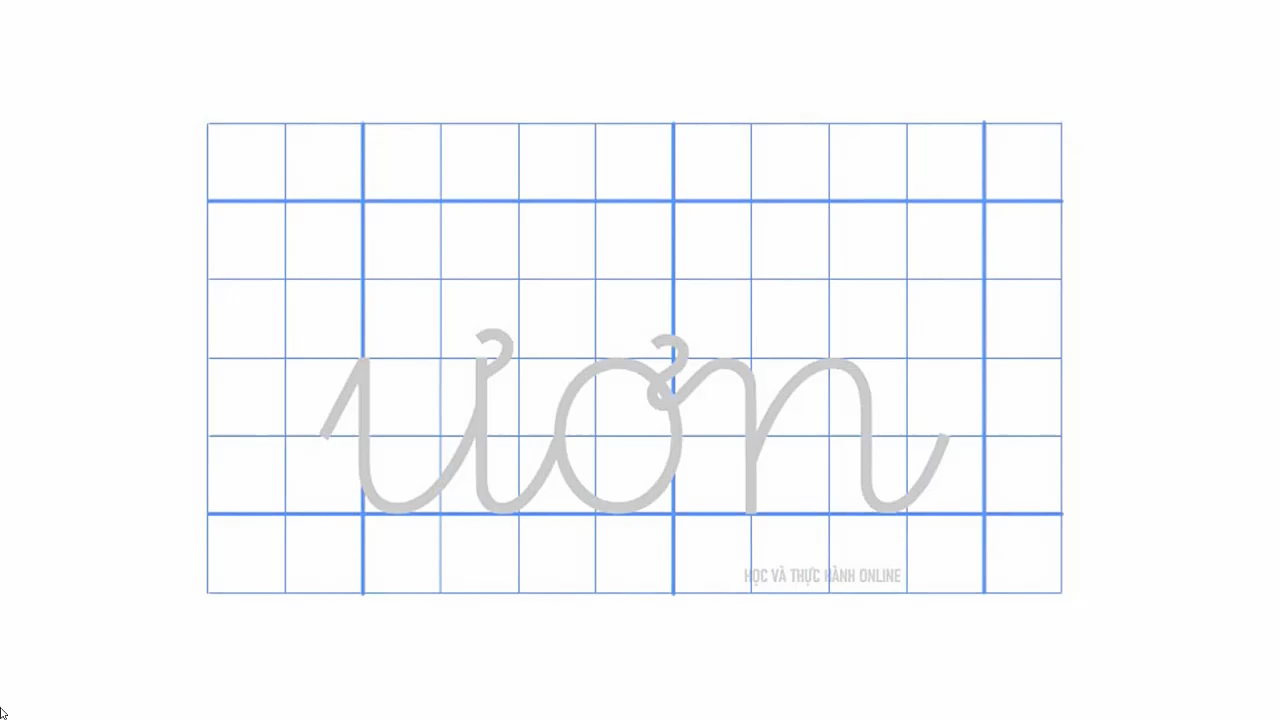 ươn
HỌC VÀ THỰC HÀNH ONLINE